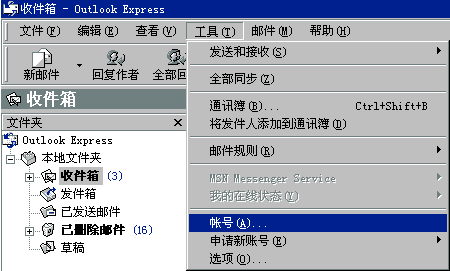 收件箱 - Outlook Express
文件(F) 编辑(E) 查看(V) 工具(T) 邮件(M) 帮助(H)
新邮件 回复作者 全部回
收件箱
文件夹
Outlook Express
本地文件夹
收件箱 (3)
发件箱
已发送邮件
已删除邮件 (16)
草稿
发送和接收(S)
全部同步(Z)
通讯簿(B)... Ctrl+Shift+B
将发件人添加到通讯簿(D)
邮件规则(R)
MSN Messenger Service
我的在线状态(Y)
帐号(A)...
申请新账号(E)
选项(O)...